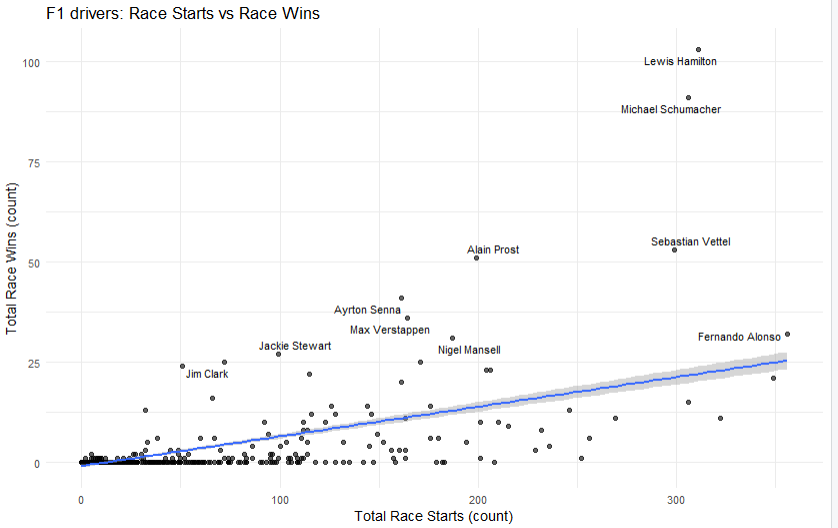 F1 drivers: Race Starts vs Race Wins
Lewis Hamilton
100
Michael Schumacher
75
Sebastian Vettel
Alain Prost
50
Ayrton Senna
Max Verstappen
Fernando Alonso
Nigel Mansell
Jackie Stewart
Jim Clark
25
0
Total Race Wins (count)
0 100 200 300
Total Race Starts (count)